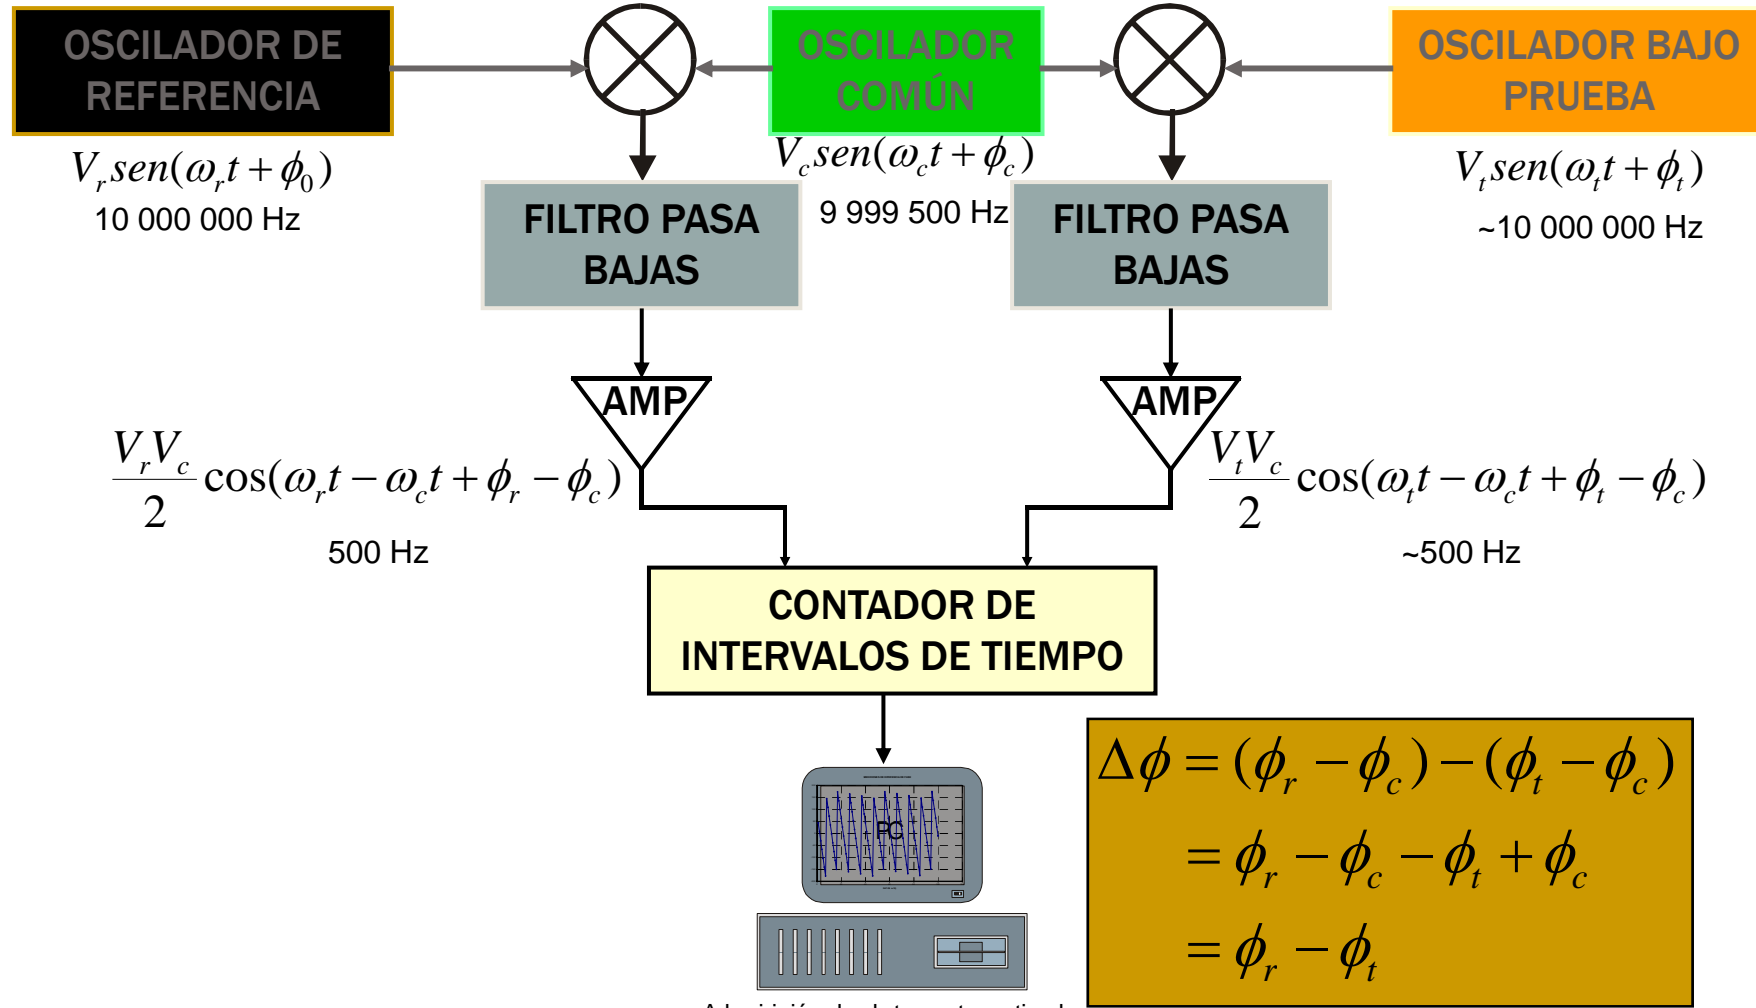 OSCILADOR DE
REFERENCIA
OSCILADOR
COMÚN
OSCILADOR BAJO
PRUEBA
V_r sen(ω_r t + ϕ_0)
10 000 000 Hz
V_c sen(ω_c t + ϕ_c)
9 999 500 Hz
V_t sen(ω_t t + ϕ_t)
~10 000 000 Hz
FILTRO PASA
BAJAS
FILTRO PASA
BAJAS
AMP
AMP
V_r V_c / 2 cos(ω_r t − ω_c t + ϕ_r − ϕ_c)
500 Hz
V_t V_c / 2 cos(ω_t t − ω_c t + ϕ_t − ϕ_c)
~500 Hz
CONTADOR DE
INTERVALOS DE TIEMPO
PC
Δϕ = (ϕ_r − ϕ_c) − (ϕ_t − ϕ_c)
= ϕ_r − ϕ_c − ϕ_t + ϕ_c
= ϕ_r − ϕ_t